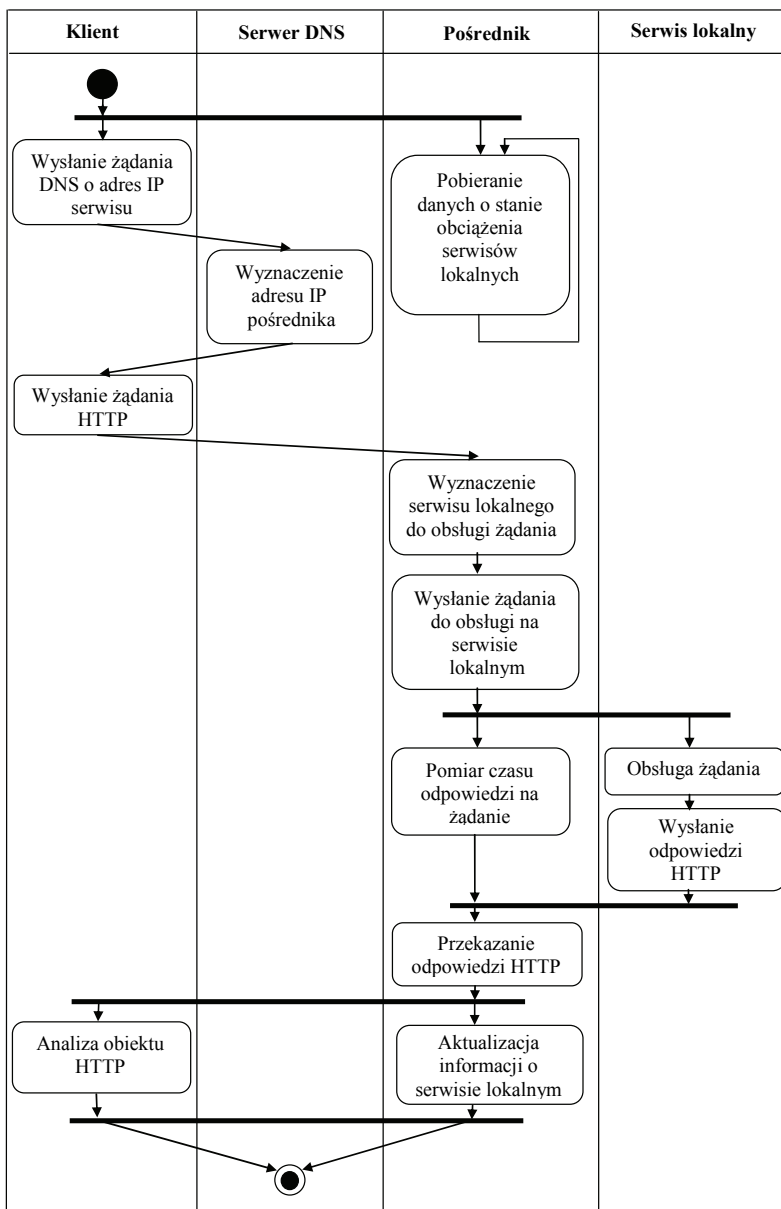 Klient
Serwer DNS
Pośrednik
Serwis lokalny
Wysłanie żądania
DNS o adres IP
serwisu
Pobieranie
danych o stanie
obciążenia
serwisów
lokalnych
Wyznaczenie
adresu IP
pośrednika
Wysłanie żądania
HTTP
Wyznaczenie
serwisu lokalnego
do obsługi żądania
Wysłanie żądania
do obsługi na
serwisie
lokalnym
Pomiar czasu
odpowiedzi na
żądanie
Obsługa żądania
Wysłanie
odpowiedzi
HTTP
Przekazanie
odpowiedzi HTTP
Analiza obiektu
HTTP
Aktualizacja
informacji o
serwisie lokalnym